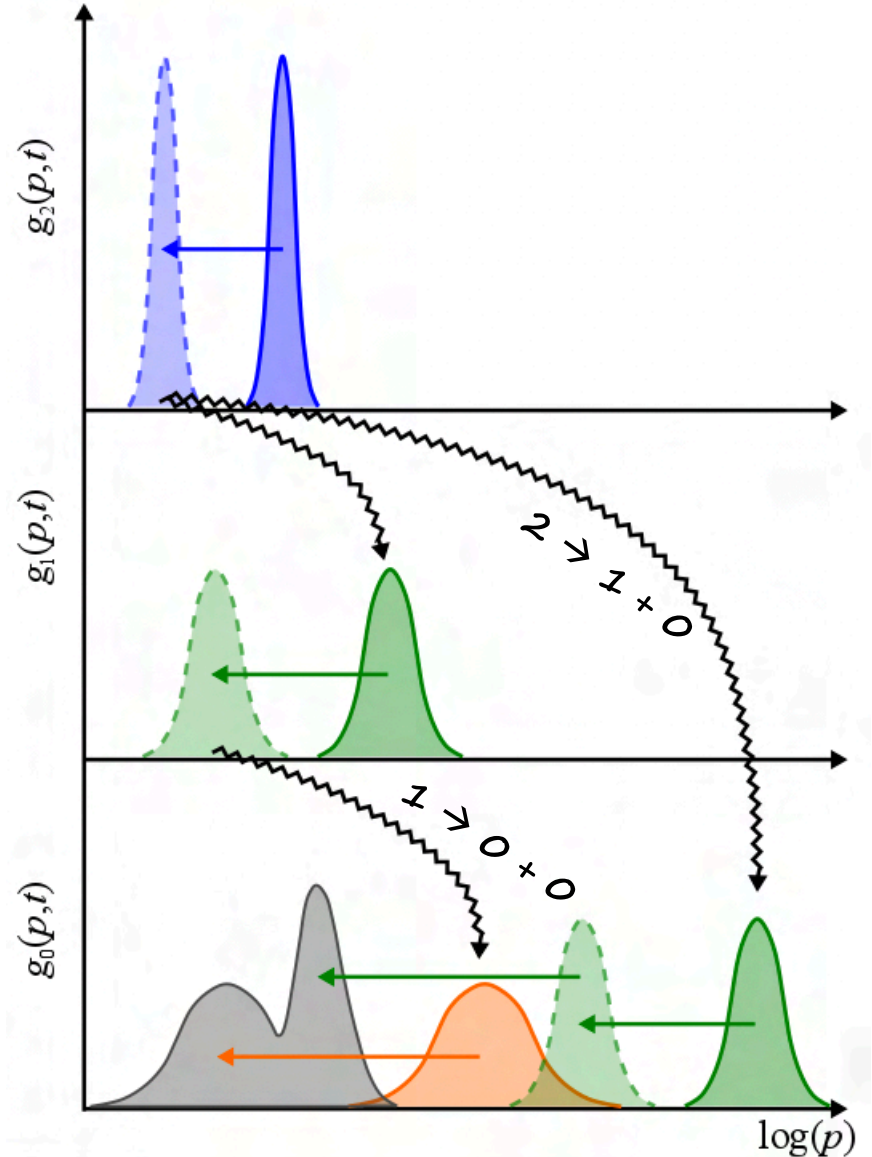 g₂(p,t)
2 → 1 + 0
g₁(p,t)
1 → 0 + 0
g₀(p,t)
log(p)